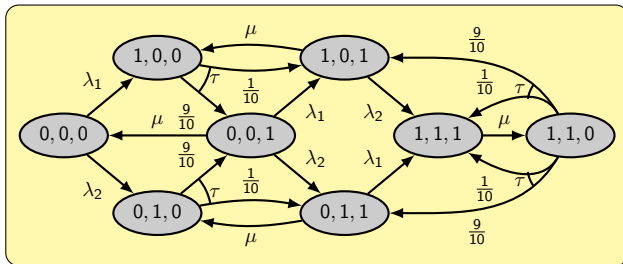 μ
9/10
1, 0, 0
1, 0, 1
1/10
λ1
τ
1/10
τ
9/10
μ
λ1
λ2
0, 0, 0
0, 0, 1
1, 1, 1
μ
1, 1, 0
9/10
λ2
λ1
λ2
1/10
τ
1/10
τ
0, 1, 0
0, 1, 1
μ
9/10